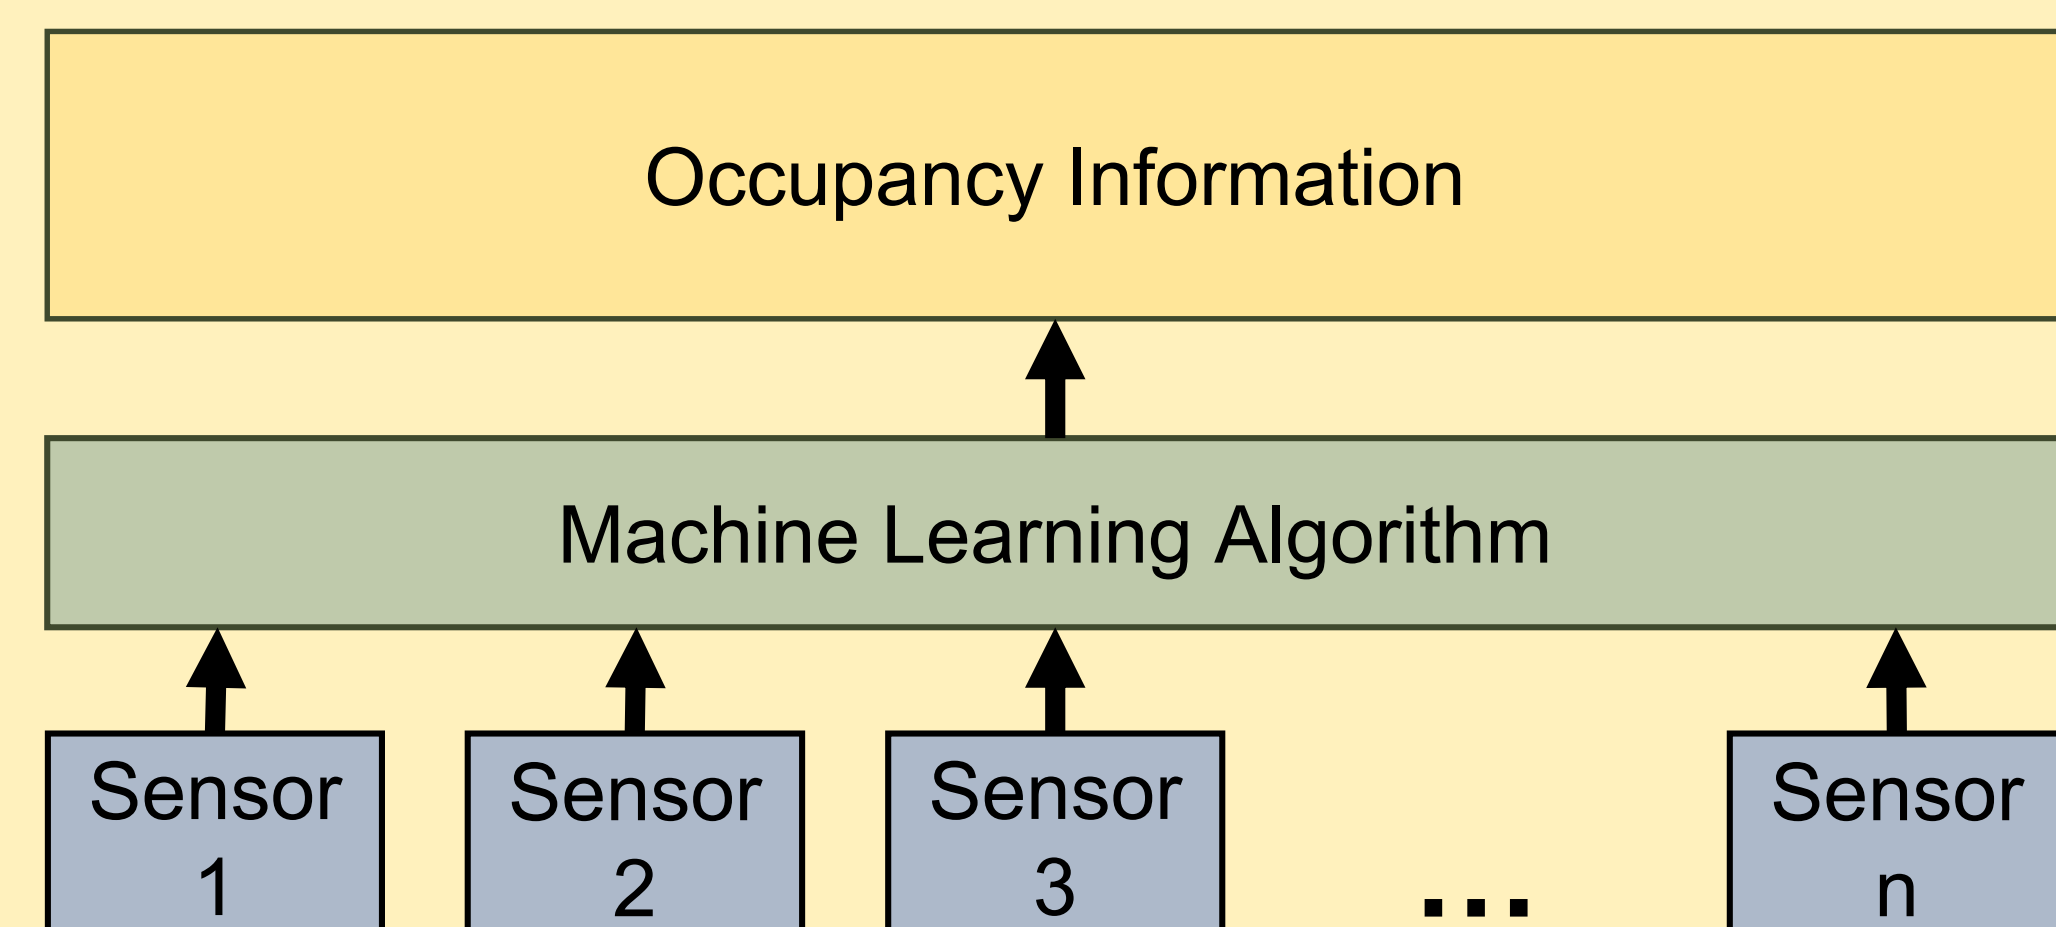 Occupancy Information
Machine Learning Algorithm
Sensor
1
Sensor
2
Sensor
3
...
Sensor
n